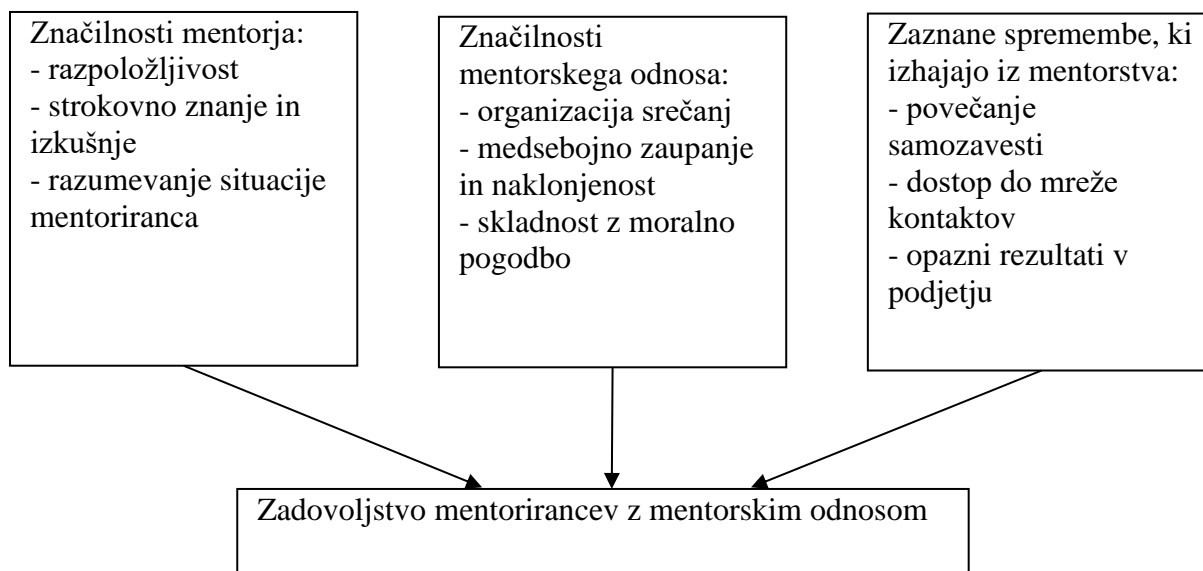 Značilnosti mentorja:
- razpoložljivost
- strokovno znanje in
izkušnje
- razumevanje situacije
mentoriranca
Značilnosti
mentorskega odnosa:
- organizacija srečanj
- medsebojno zaupanje
in naklonjenost
- skladnost z moralno
pogodbo
Zaznane spremembe, ki
izhajajo iz mentorstva:
- povečanje
samozavesti
- dostop do mreže
kontaktov
- opazni rezultati v
podjetju
Zadovoljstvo mentorirancev z mentorskim odnosom